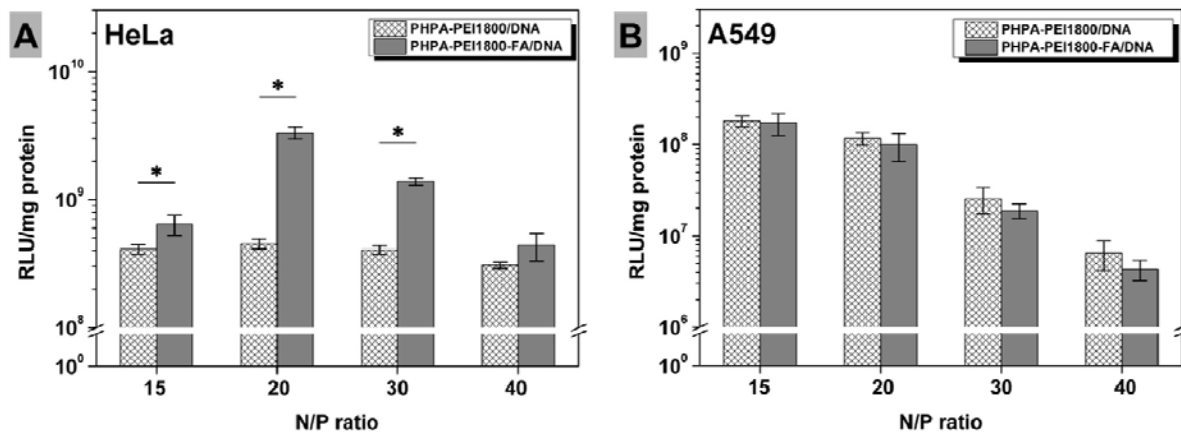 A
HeLa
PHPA-PEI1800/DNA
PHPA-PEI1800-FA/DNA
RLU/mg protein
10^10
10^9
10^8
10^0
*
*
*
15 20 30 40
N/P ratio
B
A549
PHPA-PEI1800/DNA
PHPA-PEI1800-FA/DNA
RLU/mg protein
10^9
10^8
10^7
10^6
10^0
15 20 30 40
N/P ratio